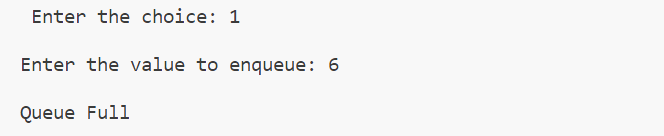 Enter the choice: 1
Enter the value to enqueue: 6
Queue Full